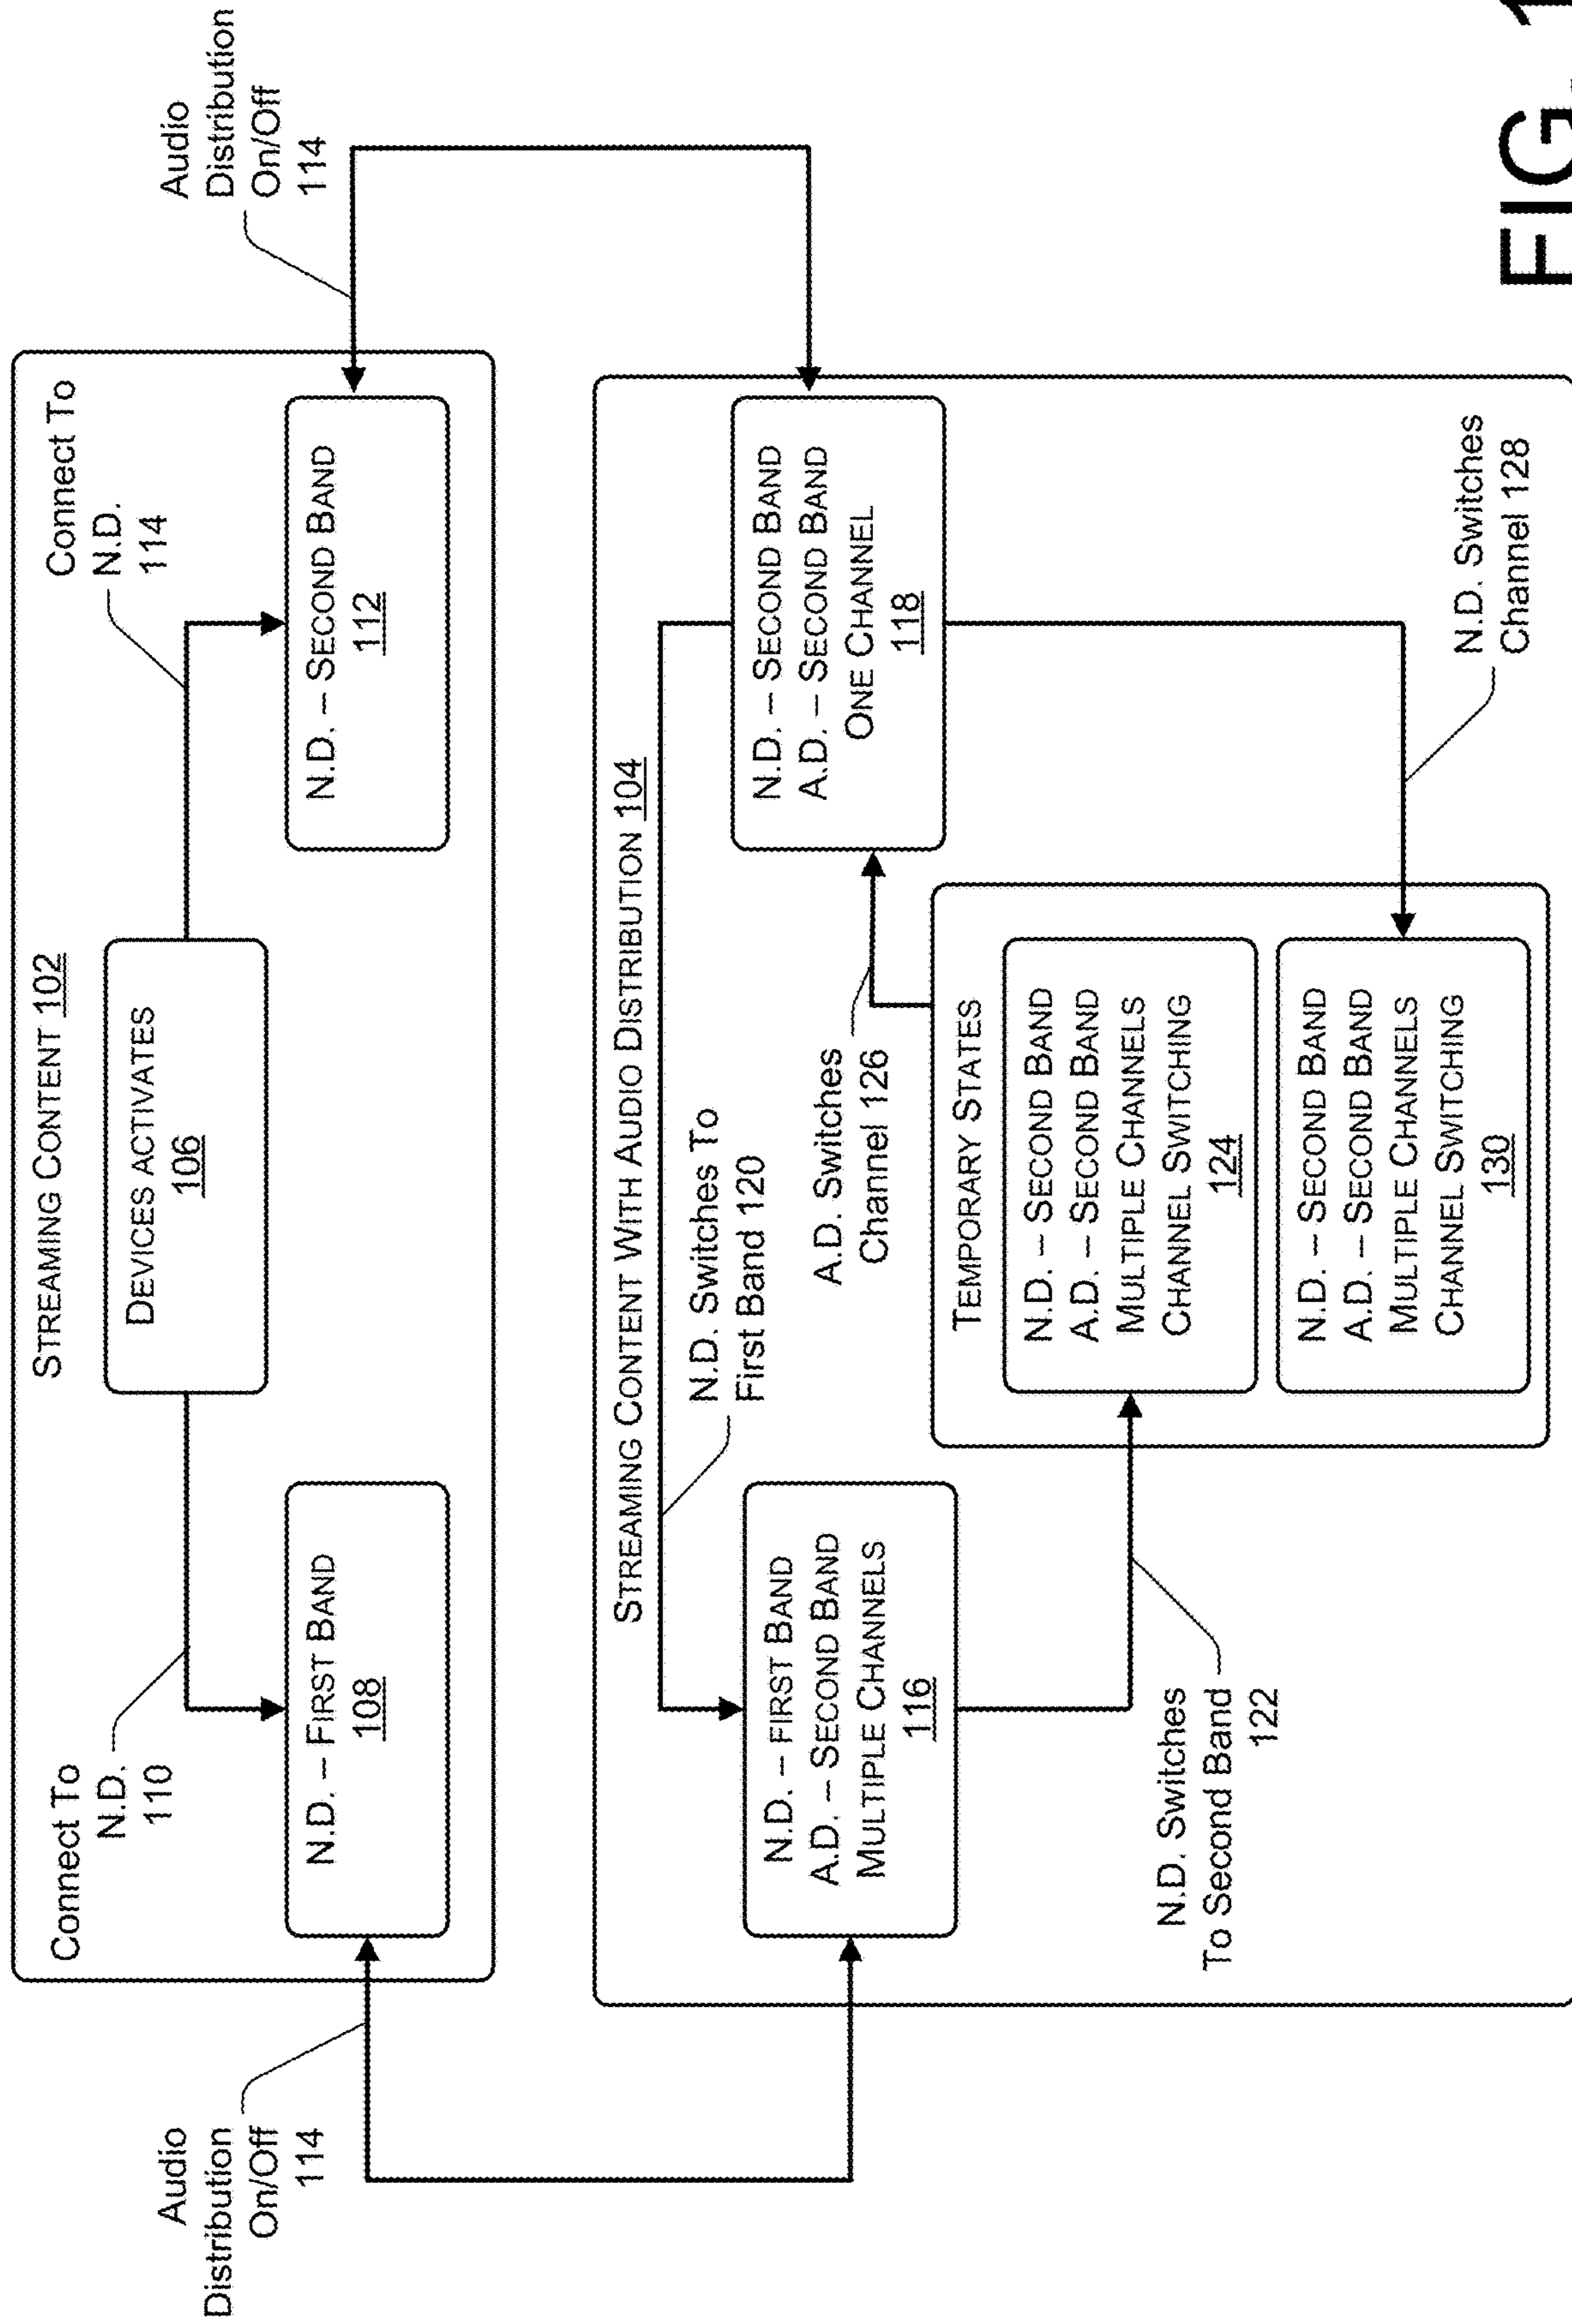 STREAMING CONTENT 102
Connect To
N.D.
110
DEVICES ACTIVATES
106
Connect To
N.D.
114
N.D. – FIRST BAND
108
N.D. – SECOND BAND
112
Audio
Distribution
On/Off
114
Audio
Distribution
On/Off
114
STREAMING CONTENT WITH AUDIO DISTRIBUTION 104
N.D. Switches To
First Band 120
N.D. – FIRST BAND
A.D. – SECOND BAND
MULTIPLE CHANNELS
116
N.D. – SECOND BAND
A.D. – SECOND BAND
ONE CHANNEL
118
A.D. Switches
Channel 126
TEMPORARY STATES
N.D. – SECOND BAND
A.D. – SECOND BAND
MULTIPLE CHANNELS
CHANNEL SWITCHING
124
N.D. Switches
To Second Band
122
N.D. – SECOND BAND
A.D. – SECOND BAND
MULTIPLE CHANNELS
CHANNEL SWITCHING
130
N.D. Switches
Channel 128
FIG. 1